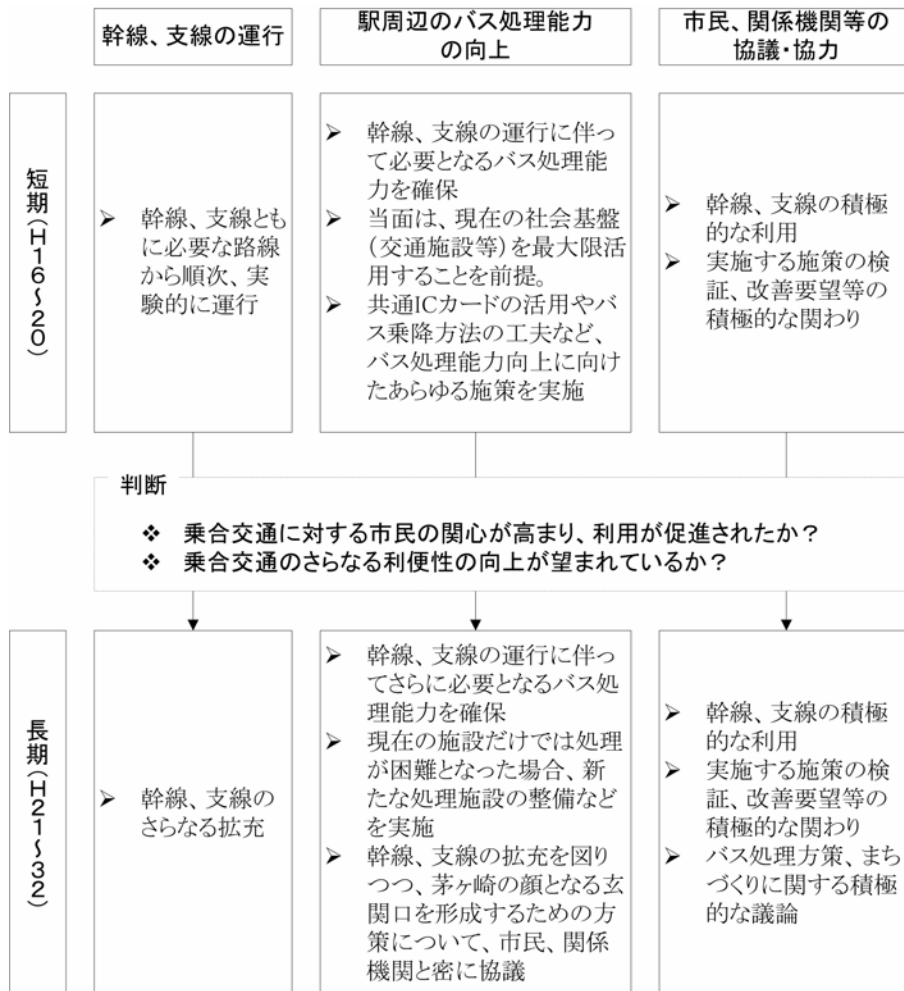 幹線、支線の運行
駅周辺のバス処理能力
の向上
市民、関係機関等の
協議・協力
短期(H16~20)
➢ 幹線、支線ともに必要な路線から順次、実験的に運行
➢ 幹線、支線の運行に伴っ
て必要となるバス処理能
力を確保
➢ 当面は、現在の社会基盤
(交通施設等)を最大限活
用することを前提。
➢ 共通ICカードの活用やバ
ス乗降方法の工夫など、
バス処理能力向上に向け
たあらゆる施策を実施
➢ 幹線、支線の積極
的な利用
➢ 実施する施策の検
証、改善要望等の
積極的な関わり
判断
❖ 乗合交通に対する市民の関心が高まり、利用が促進されたか?
❖ 乗合交通のさらなる利便性の向上が望まれているか?
長期(H21~32)
➢ 幹線、支線の
さらなる拡充
➢ 幹線、支線の運行に伴っ
てさらに必要となるバス処
理能力を確保
➢ 現在の施設だけでは処理
が困難となった場合、新
たな処理施設の整備など
を実施
➢ 幹線、支線の拡充を図り
つつ、茅ヶ崎の顔となる玄
関口を形成するための方
策について、市民、関係
機関と密に協議
➢ 幹線、支線の積極
的な利用
➢ 実施する施策の検
証、改善要望等の
積極的な関わり
➢ バス処理方策、まち
づくりに関する積極
的な議論